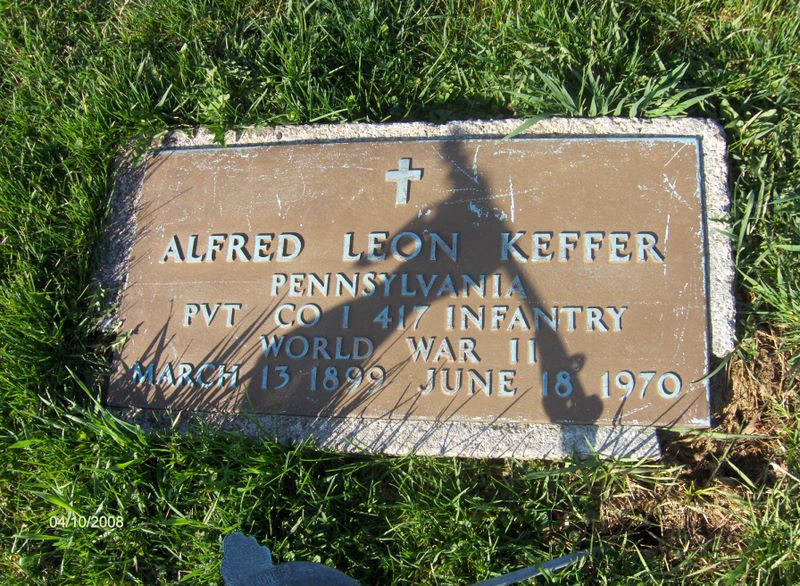 ALFRED LEON KEFFER
PENNSYLVANIA
PVT CO I 417 INFANTRY
WORLD WAR II
MARCH 13 1899 JUNE 18 1970
04/10/2008